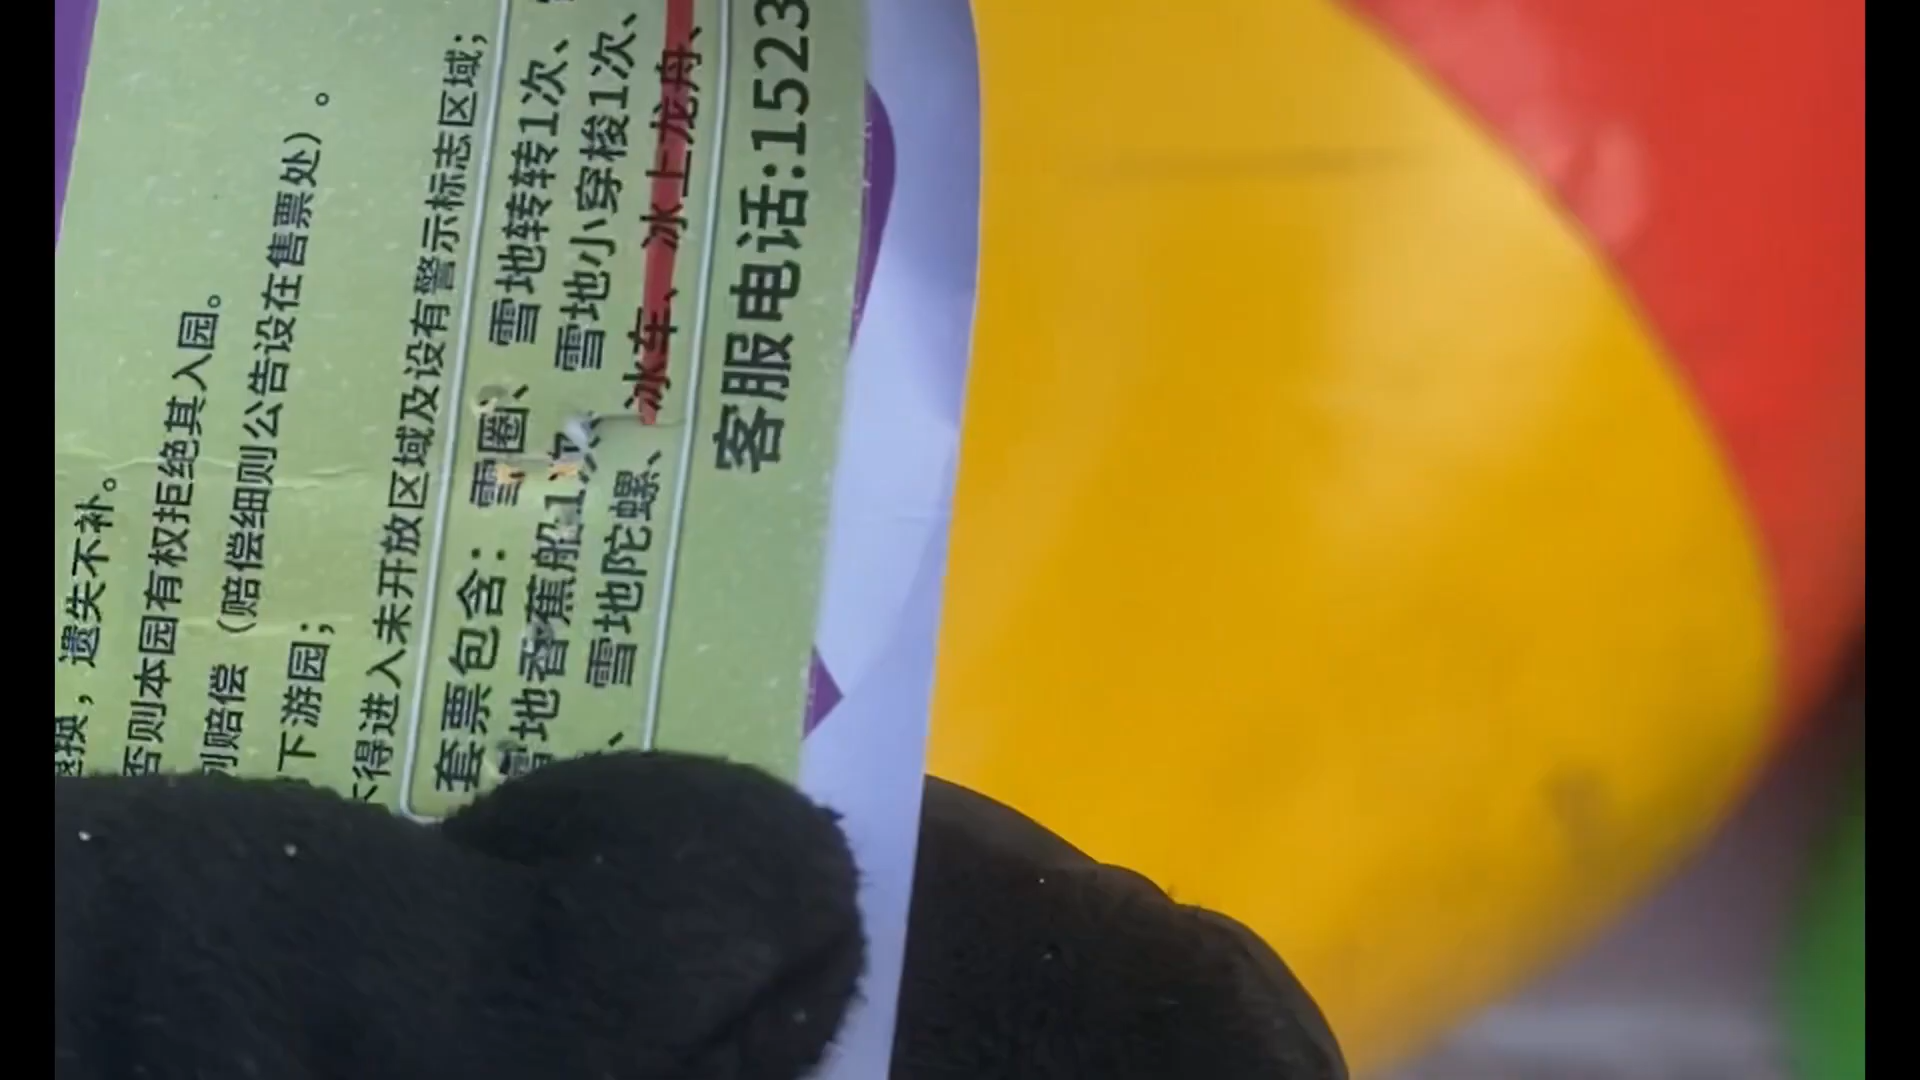 退换，遗失不补。
否则本园有权拒绝其入园。
则赔偿（赔偿细则公告设在售票处）。
下游园；
不得进入未开放区域及设有警示标志区域；
套票包含：雪圈、雪地转转1次、
雪地香蕉船1次、雪地小穿梭1次、
、雪地陀螺、冰车、冰上龙舟、
客服电话:1523